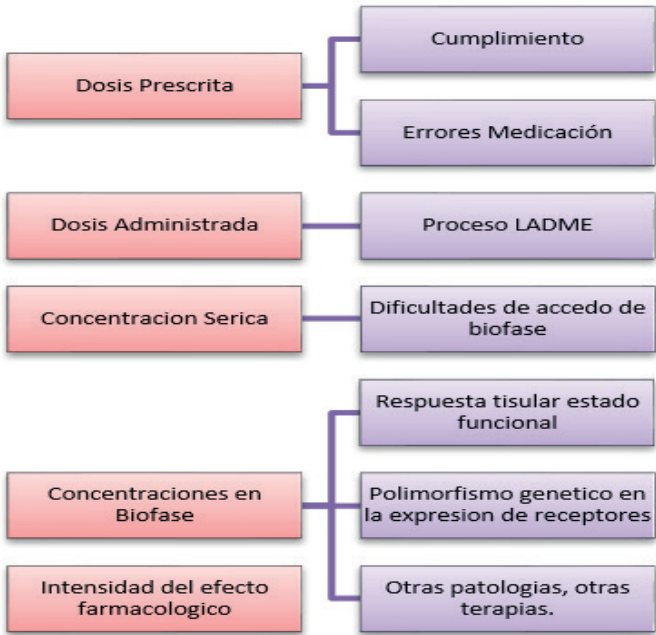 Dosis Prescrita
Cumplimiento
Errores Medicación
Dosis Administrada
Proceso LADME
Concentracion Serica
Dificultades de accedo de
biofase
Concentraciones en
Biofase
Respuesta tisular estado
funcional
Polimorfismo genetico en
la expresion de receptores
Otras patologias, otras
terapias.
Intensidad del efecto
farmacologico